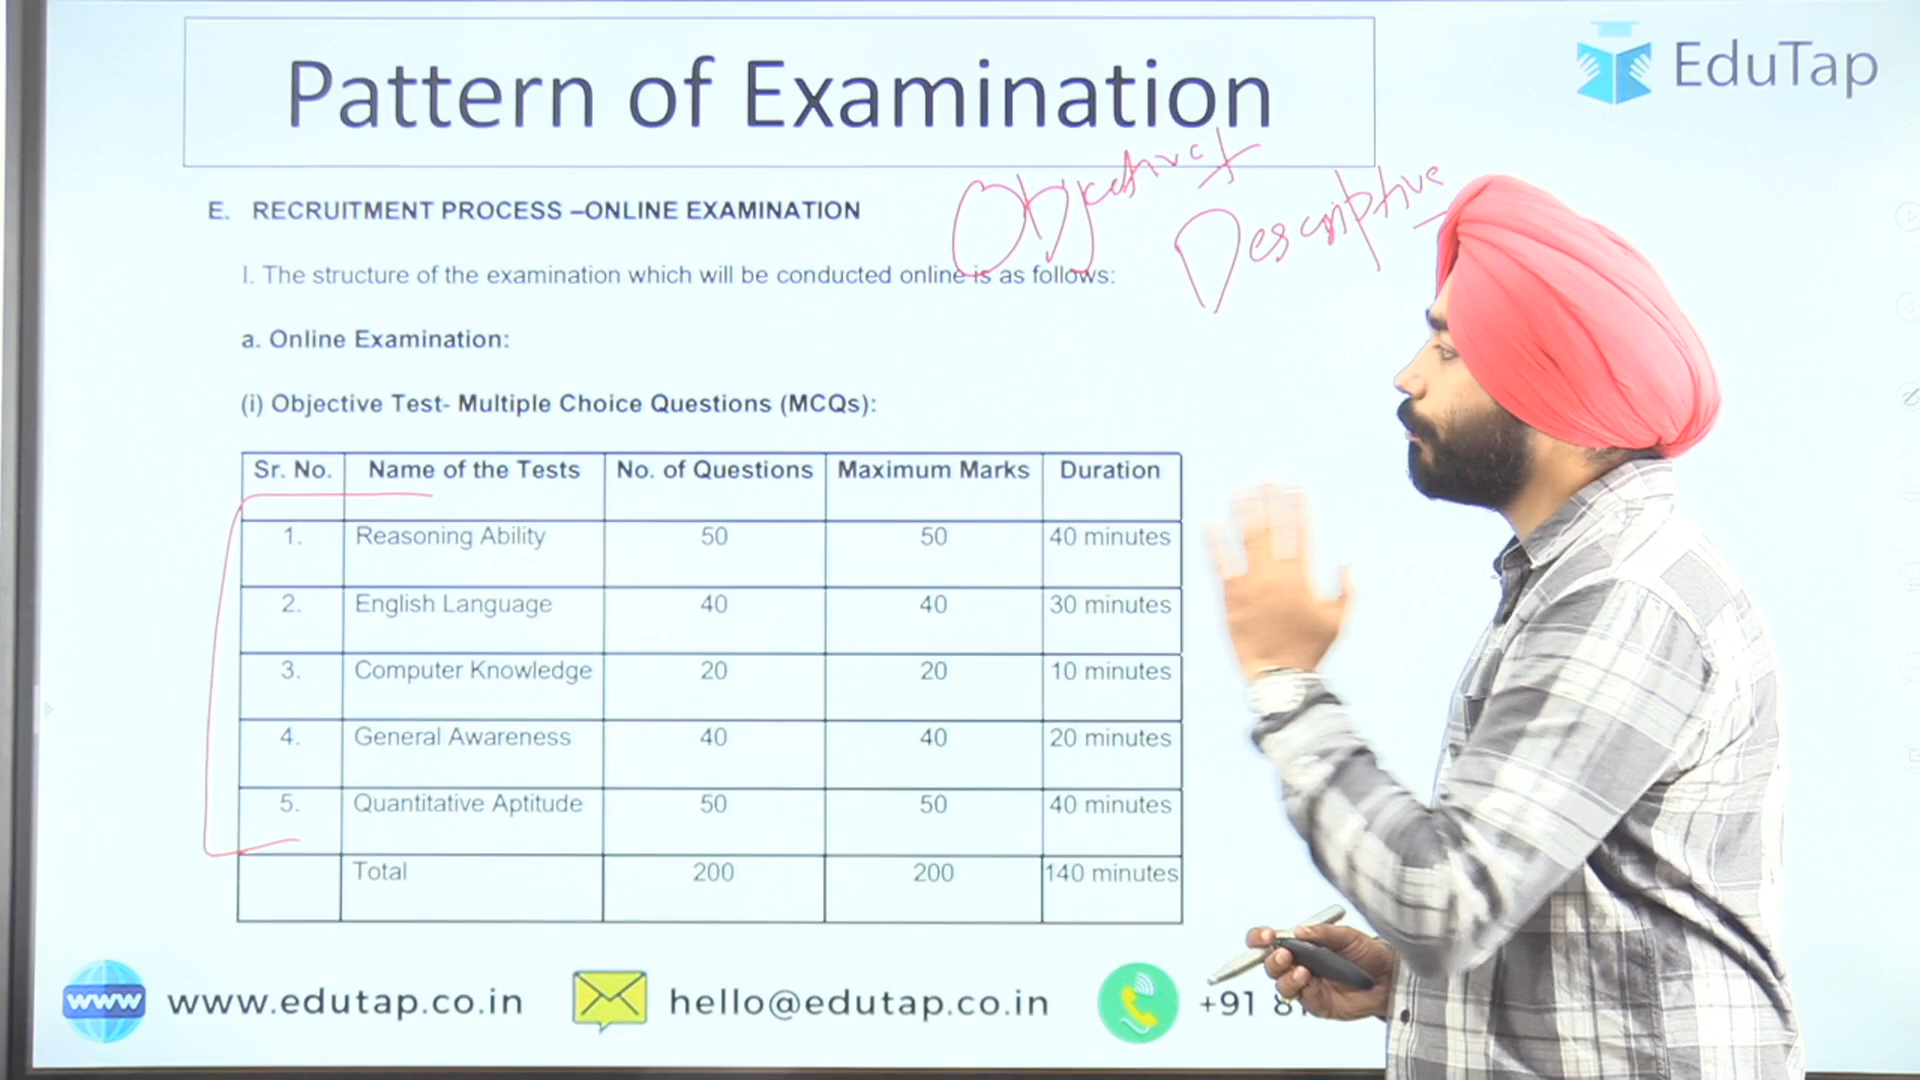 Pattern of Examination
EduTap
Objective +
Descriptive
E. RECRUITMENT PROCESS –ONLINE EXAMINATION
I. The structure of the examination which will be conducted online is as follows:
a. Online Examination:
(i) Objective Test- Multiple Choice Questions (MCQs):
Sr. No. Name of the Tests No. of Questions Maximum Marks Duration
1. Reasoning Ability 50 50 40 minutes
2. English Language 40 40 30 minutes
3. Computer Knowledge 20 20 10 minutes
4. General Awareness 40 40 20 minutes
5. Quantitative Aptitude 50 50 40 minutes
Total 200 200 140 minutes
www www.edutap.co.in hello@edutap.co.in +91 81